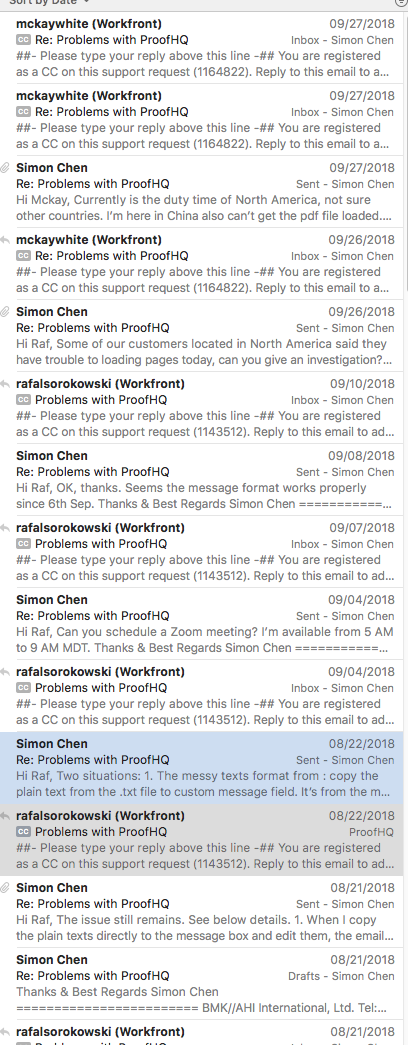 Sort by Date
mckaywhite (Workfront) 09/27/2018
CC Re: Problems with ProofHQ Inbox - Simon Chen
##- Please type your reply above this line -## You are registered
as a CC on this support request (1164822). Reply to this email to a...
mckaywhite (Workfront) 09/27/2018
CC Re: Problems with ProofHQ Inbox - Simon Chen
##- Please type your reply above this line -## You are registered
as a CC on this support request (1164822). Reply to this email to a...
Simon Chen 09/27/2018
Re: Problems with ProofHQ Sent - Simon Chen
Hi Mckay, Currently is the duty time of North America, not sure
other countries. I'm here in China also can't get the pdf file loaded....
mckaywhite (Workfront) 09/26/2018
CC Re: Problems with ProofHQ Inbox - Simon Chen
##- Please type your reply above this line -## You are registered
as a CC on this support request (1164822). Reply to this email to a...
Simon Chen 09/26/2018
Re: Problems with ProofHQ Sent - Simon Chen
Hi Raf, Some of our customers located in North America said they
have trouble to loading pages today, can you give an investigation?...
rafalsorokowski (Workfront) 09/10/2018
CC Problems with ProofHQ Inbox - Simon Chen
##- Please type your reply above this line -## You are registered
as a CC on this support request (1143512). Reply to this email to ad...
Simon Chen 09/08/2018
Re: Problems with ProofHQ Sent - Simon Chen
Hi Raf, OK, thanks. Seems the message format works properly
since 6th Sep. Thanks & Best Regards Simon Chen ===========...
rafalsorokowski (Workfront) 09/07/2018
CC Problems with ProofHQ Inbox - Simon Chen
##- Please type your reply above this line -## You are registered
as a CC on this support request (1143512). Reply to this email to ad...
Simon Chen 09/04/2018
Re: Problems with ProofHQ Sent - Simon Chen
Hi Raf, Can you schedule a Zoom meeting? I'm available from 5 AM
to 9 AM MDT. Thanks & Best Regards Simon Chen ===========...
rafalsorokowski (Workfront) 09/04/2018
CC Problems with ProofHQ Inbox - Simon Chen
##- Please type your reply above this line -## You are registered
as a CC on this support request (1143512). Reply to this email to ad...
Simon Chen 08/22/2018
Re: Problems with ProofHQ Sent - Simon Chen
Hi Raf, Two situations: 1. The messy texts format from : copy the
plain text from the .txt file to custom message field. It's from the m...
rafalsorokowski (Workfront) 08/22/2018
CC Problems with ProofHQ ProofHQ
##- Please type your reply above this line -## You are registered
as a CC on this support request (1143512). Reply to this email to ad...
Simon Chen 08/21/2018
Re: Problems with ProofHQ Sent - Simon Chen
Hi Raf, The issue still remains. See below details. 1. When I copy
the plain texts directly to the message box and edit them, the email...
Simon Chen 08/21/2018
Re: Problems with ProofHQ Drafts - Simon Chen
Thanks & Best Regards Simon Chen
======================== BMK//AHI International, Ltd. Tel:...
rafalsorokowski (Workfront) 08/21/2018
CC Problems with ProofHQ Inbox - Simon Chen